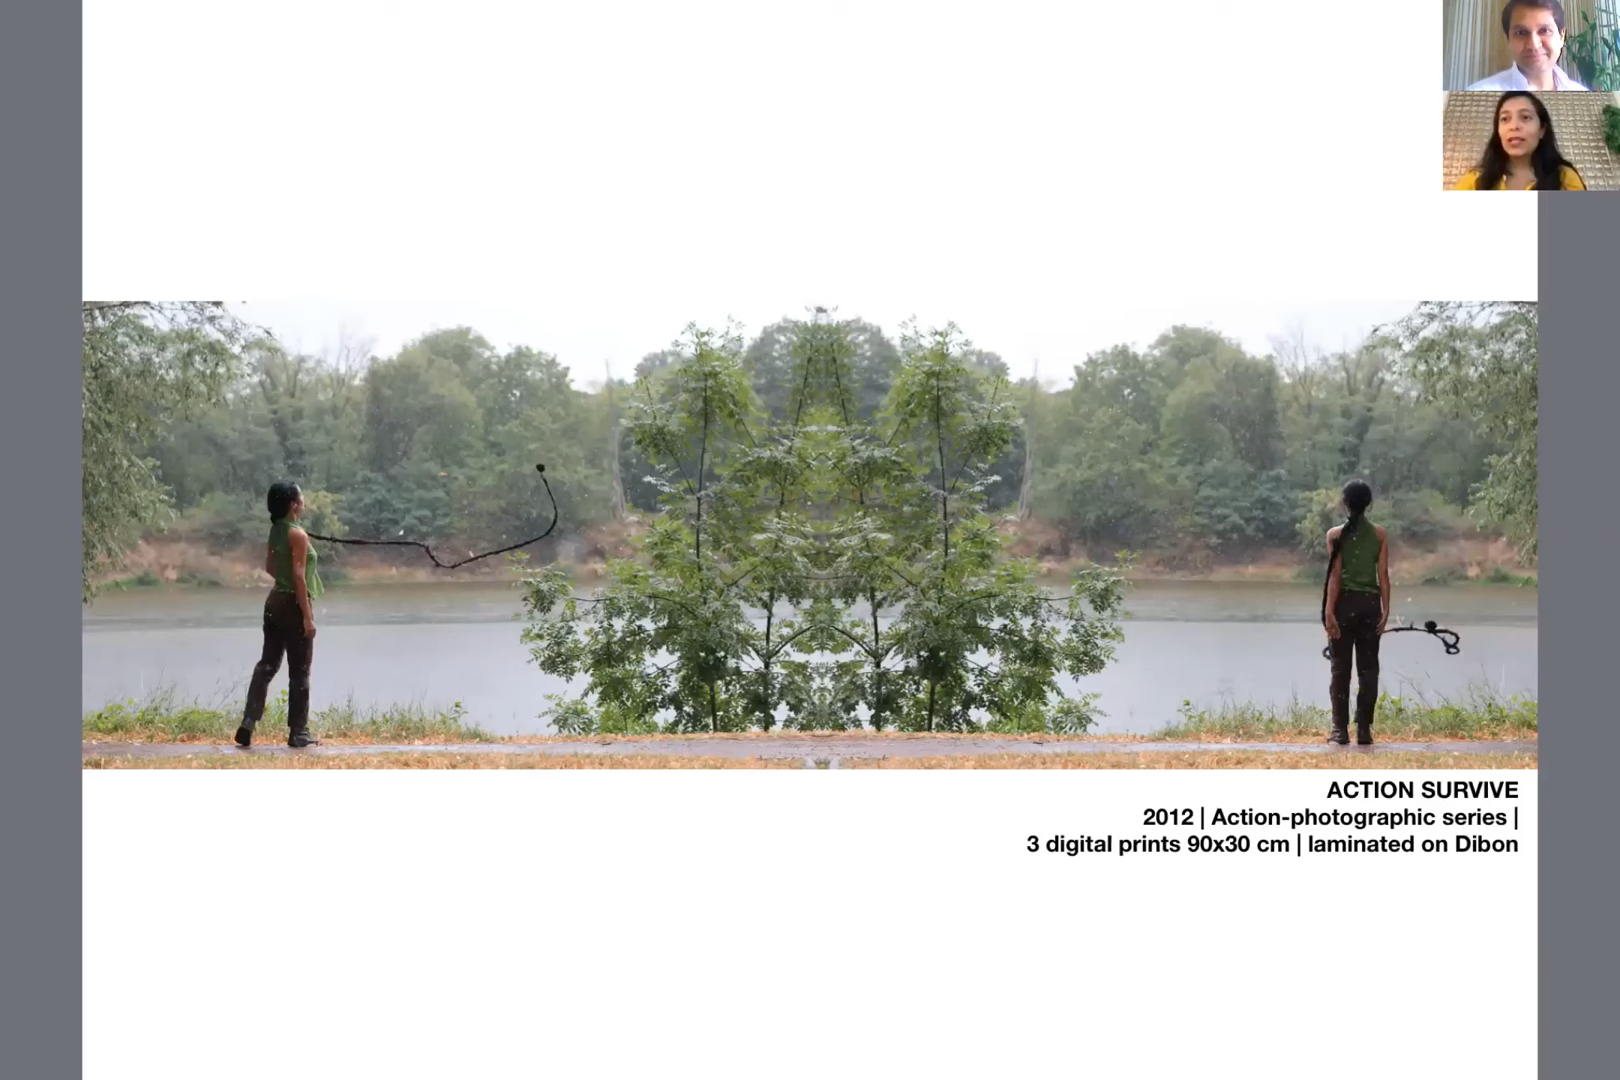 ACTION SURVIVE
2012 | Action-photographic series |
3 digital prints 90x30 cm | laminated on Dibon